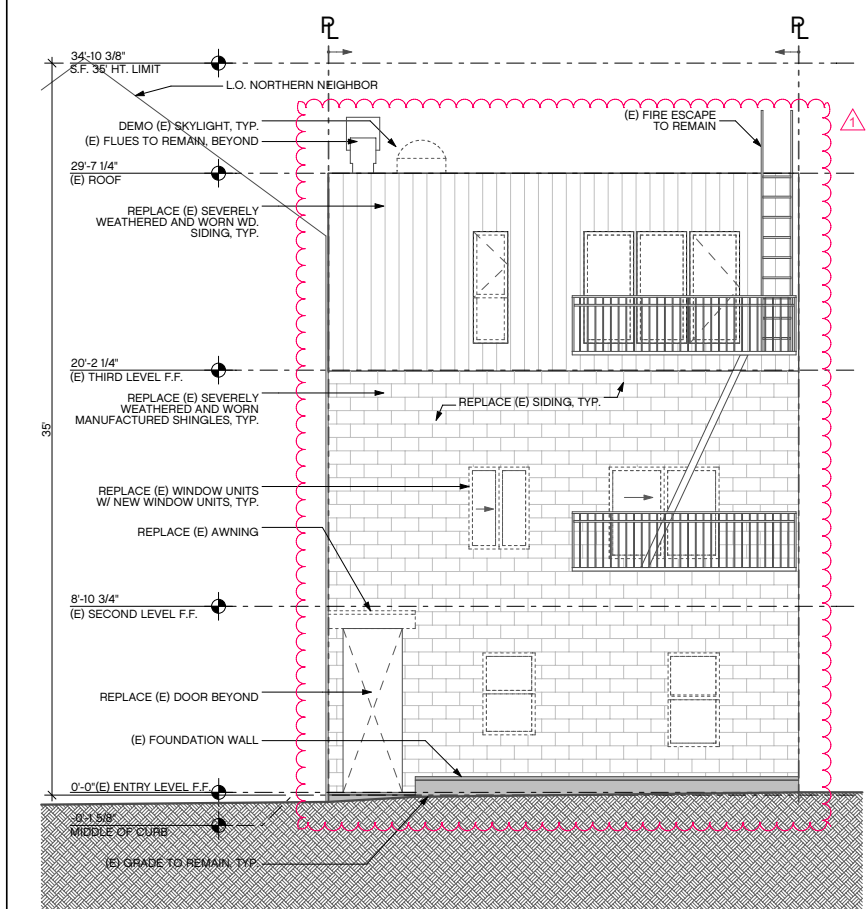 PL
PL
34'-10 3/8"
S.F. 35' HT. LIMIT
L.O. NORTHERN NEIGHBOR
DEMO (E) SKYLIGHT, TYP.
(E) FLUES TO REMAIN, BEYOND
(E) FIRE ESCAPE
TO REMAIN
1
29'-7 1/4"
(E) ROOF
REPLACE (E) SEVERELY
WEATHERED AND WORN WD.
SIDING, TYP.
20'-2 1/4"
(E) THIRD LEVEL F.F.
REPLACE (E) SEVERELY
WEATHERED AND WORN
MANUFACTURED SHINGLES, TYP.
REPLACE (E) SIDING, TYP.
35'
REPLACE (E) WINDOW UNITS
W/ NEW WINDOW UNITS, TYP.
REPLACE (E) AWNING
8'-10 3/4"
(E) SECOND LEVEL F.F.
REPLACE (E) DOOR BEYOND
(E) FOUNDATION WALL
0'-0"(E) ENTRY LEVEL F.F.
-0'-1 5/8"
MIDDLE OF CURB
(E) GRADE TO REMAIN, TYP.